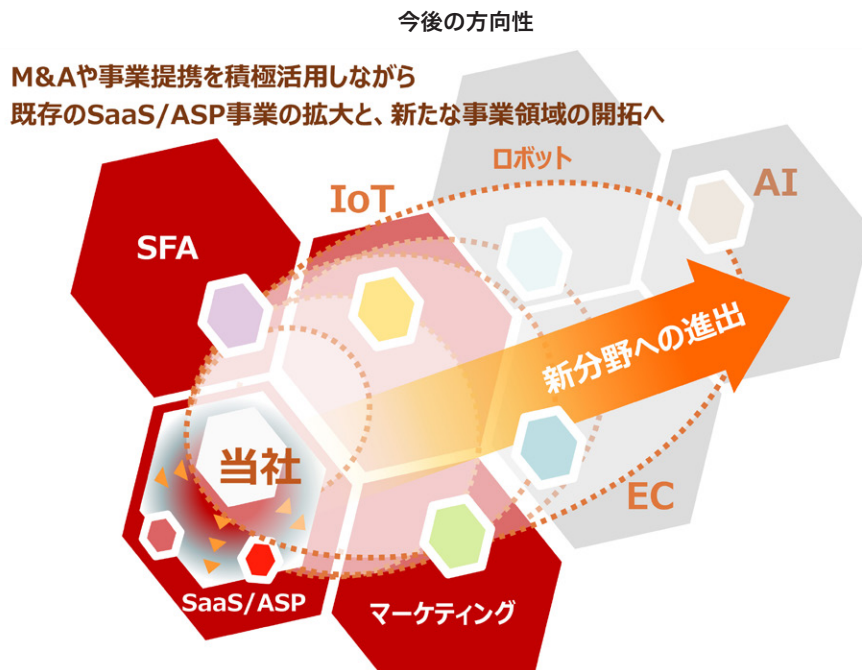 今後の方向性
M&Aや事業提携を積極活用しながら
既存のSaaS/ASP事業の拡大と、新たな事業領域の開拓へ
ロボット
AI
IoT
SFA
新分野への進出
当社
EC
SaaS/ASP
マーケティング